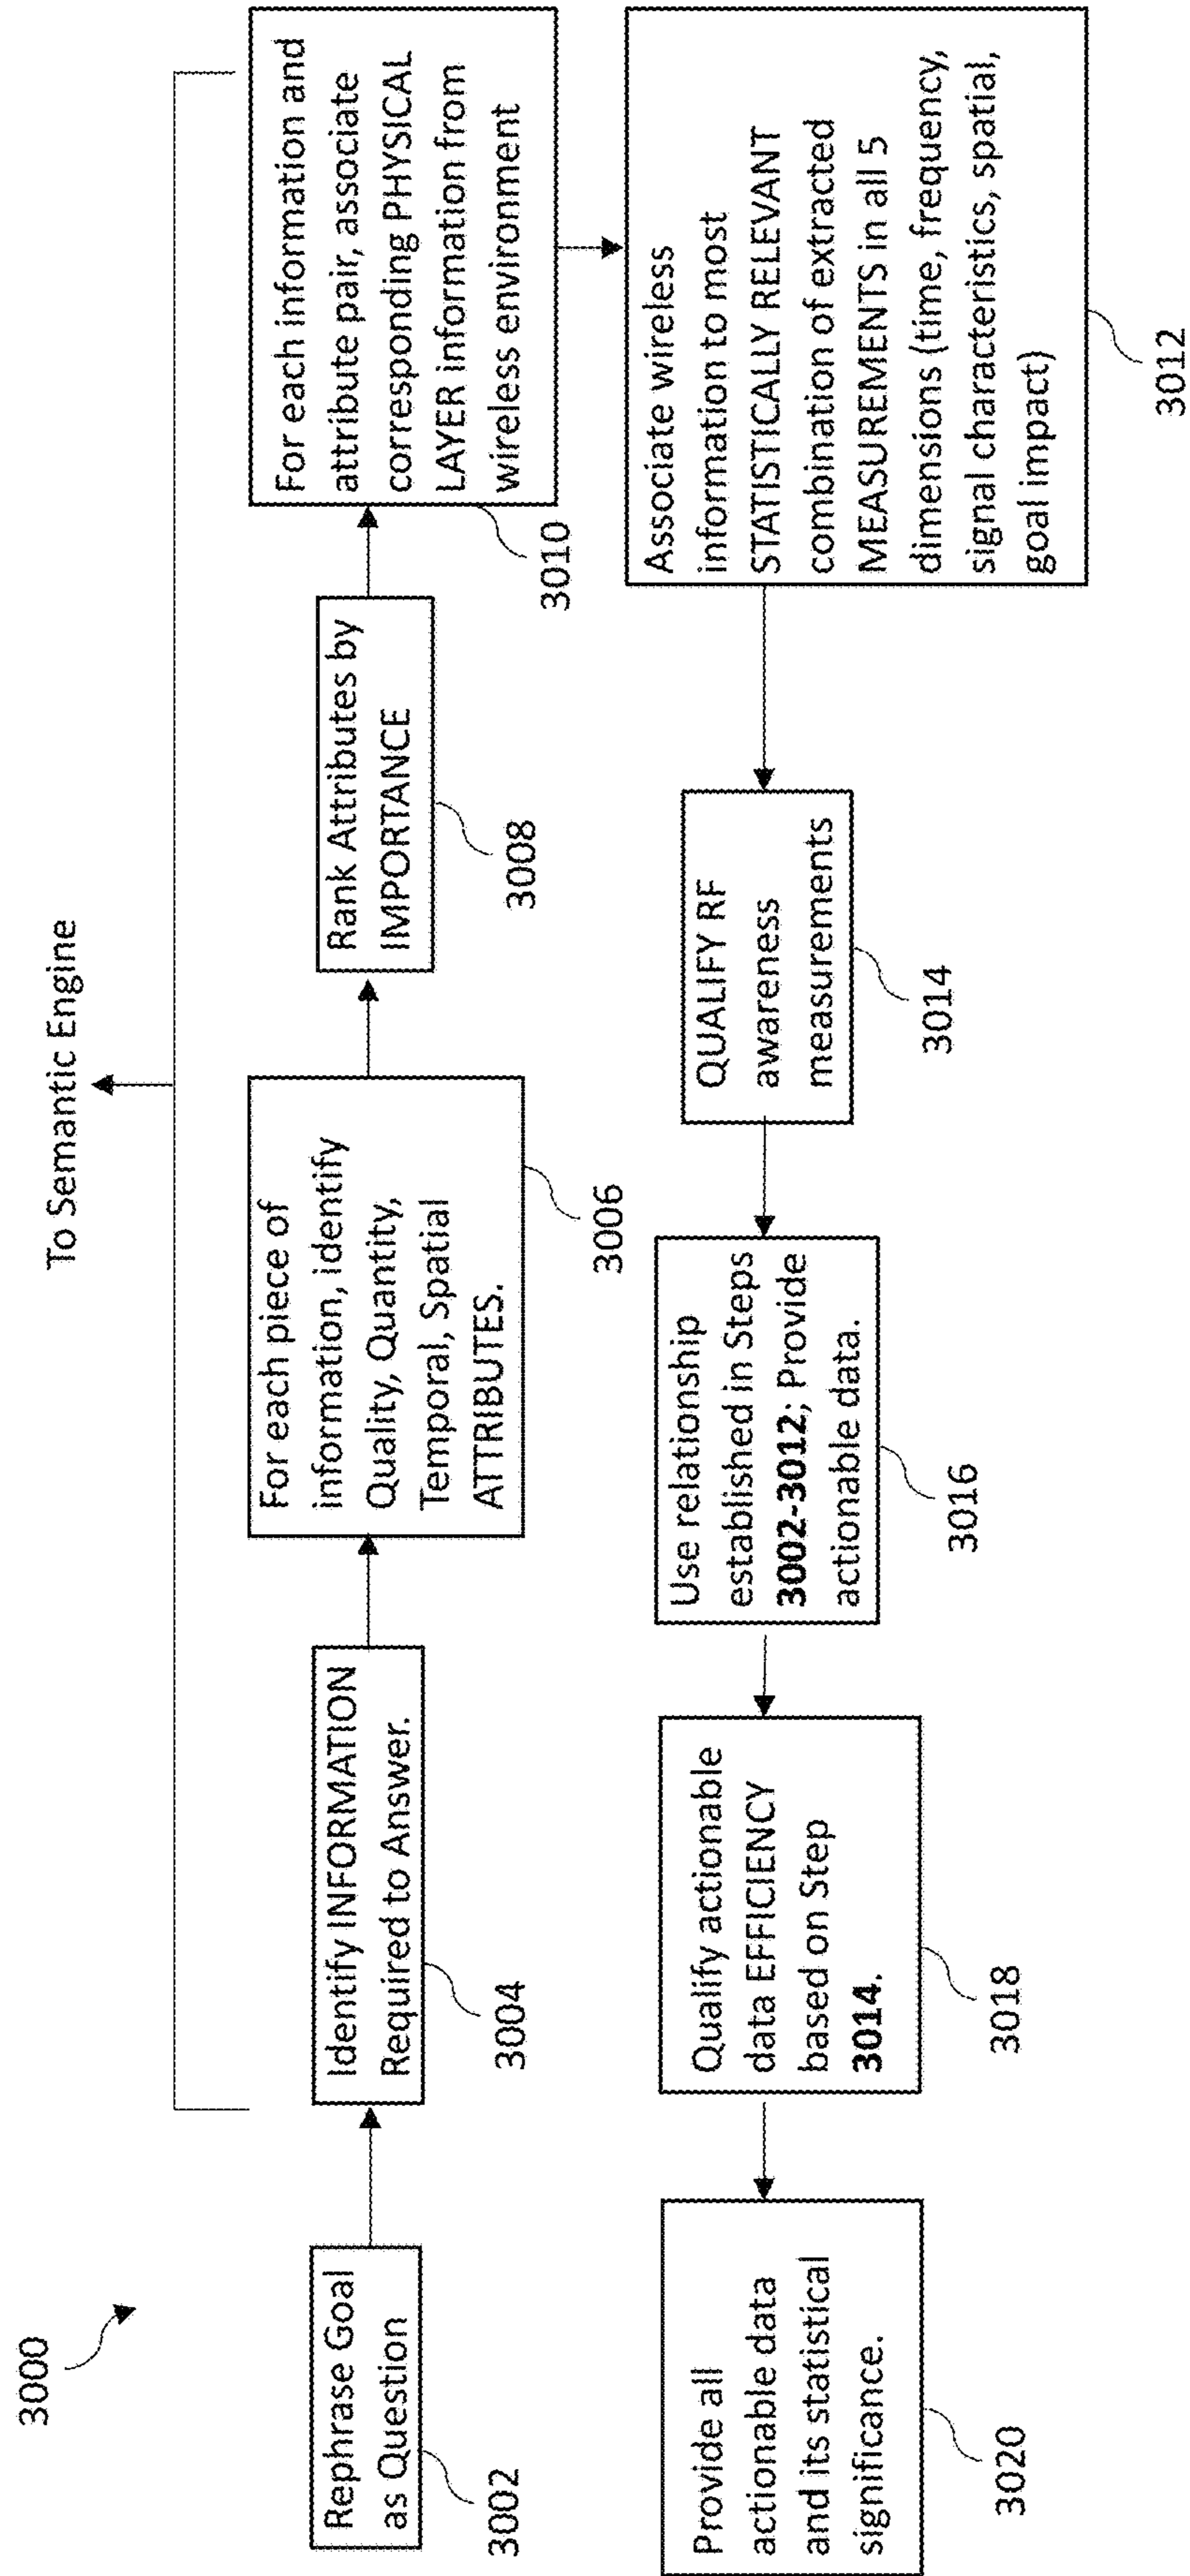 3000
To Semantic Engine
Rephrase Goal
as Question
3002
Identify INFORMATION
Required to Answer.
3004
For each piece of
information, identify
Quality, Quantity,
Temporal, Spatial
ATTRIBUTES.
3006
Rank Attributes by
IMPORTANCE
3008
For each information and
attribute pair, associate
corresponding PHYSICAL
LAYER information from
wireless environment
3010
Associate wireless
information to most
STATISTICALLY RELEVANT
combination of extracted
MEASUREMENTS in all 5
dimensions (time, frequency,
signal characteristics, spatial,
goal impact)
3012
QUALIFY RF
awareness
measurements
3014
Use relationship
established in Steps
3002-3012; Provide
actionable data.
3016
Qualify actionable
data EFFICIENCY
based on Step
3014.
3018
Provide all
actionable data
and its statistical
significance.
3020